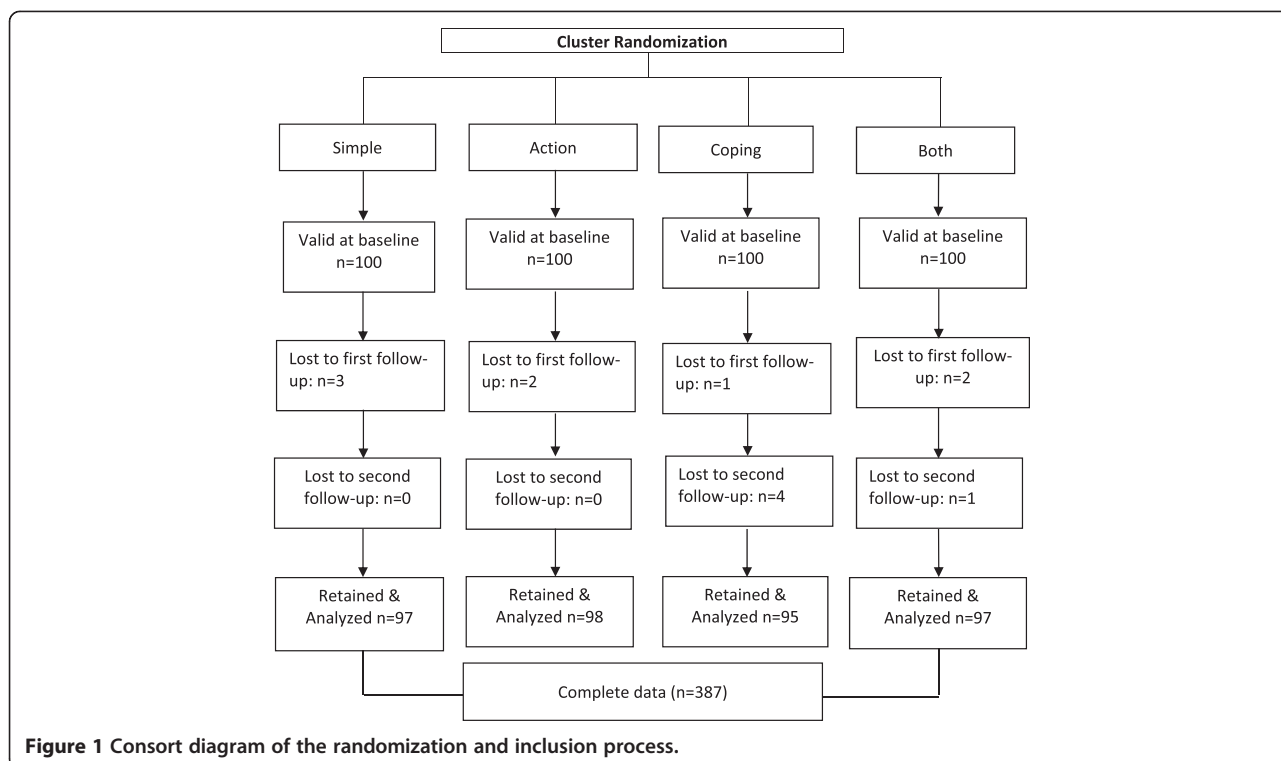 Cluster Randomization
Simple
Action
Coping
Both
Valid at baseline
n=100
Valid at baseline
n=100
Valid at baseline
n=100
Valid at baseline
n=100
Lost to first follow-
up: n=3
Lost to first follow-
up: n=2
Lost to first follow-
up: n=1
Lost to first follow-
up: n=2
Lost to second
follow-up: n=0
Lost to second
follow-up: n=0
Lost to second
follow-up: n=4
Lost to second
follow-up: n=1
Retained &
Analyzed n=97
Retained &
Analyzed n=98
Retained &
Analyzed n=95
Retained &
Analyzed n=97
Complete data (n=387)
Figure 1 Consort diagram of the randomization and inclusion process.